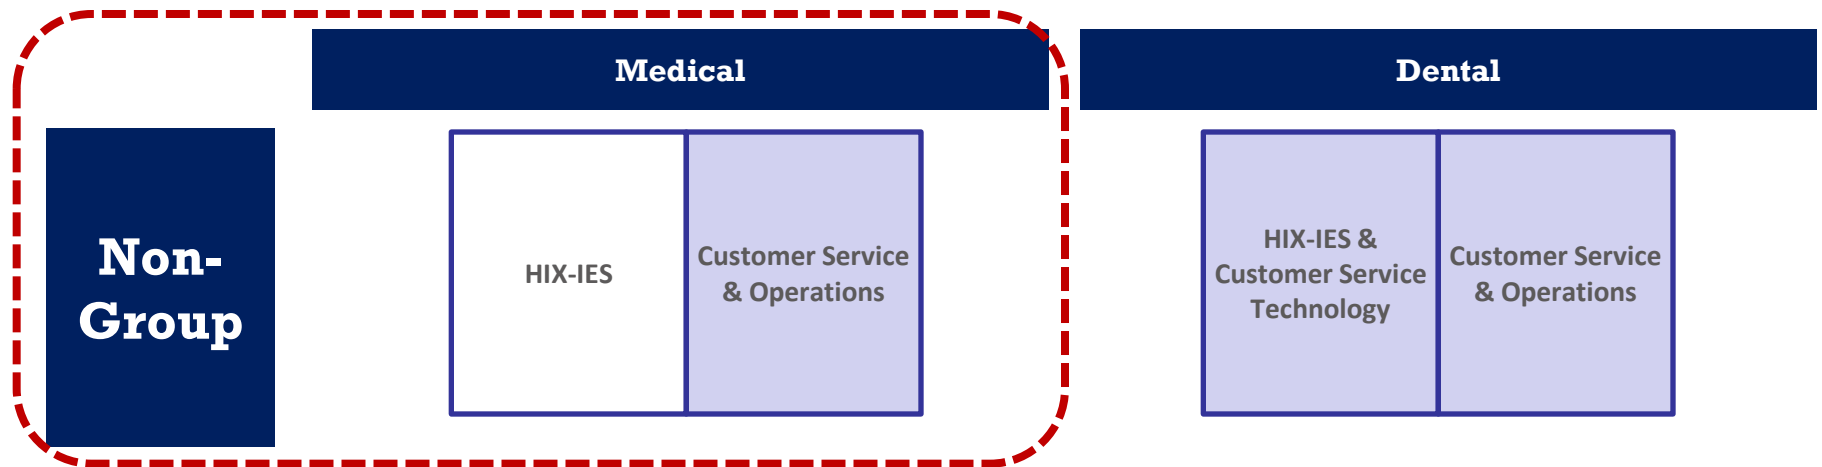 Medical
Dental
Non-
Group
HIX-IES
Customer Service
& Operations
HIX-IES &
Customer Service
Technology
Customer Service
& Operations